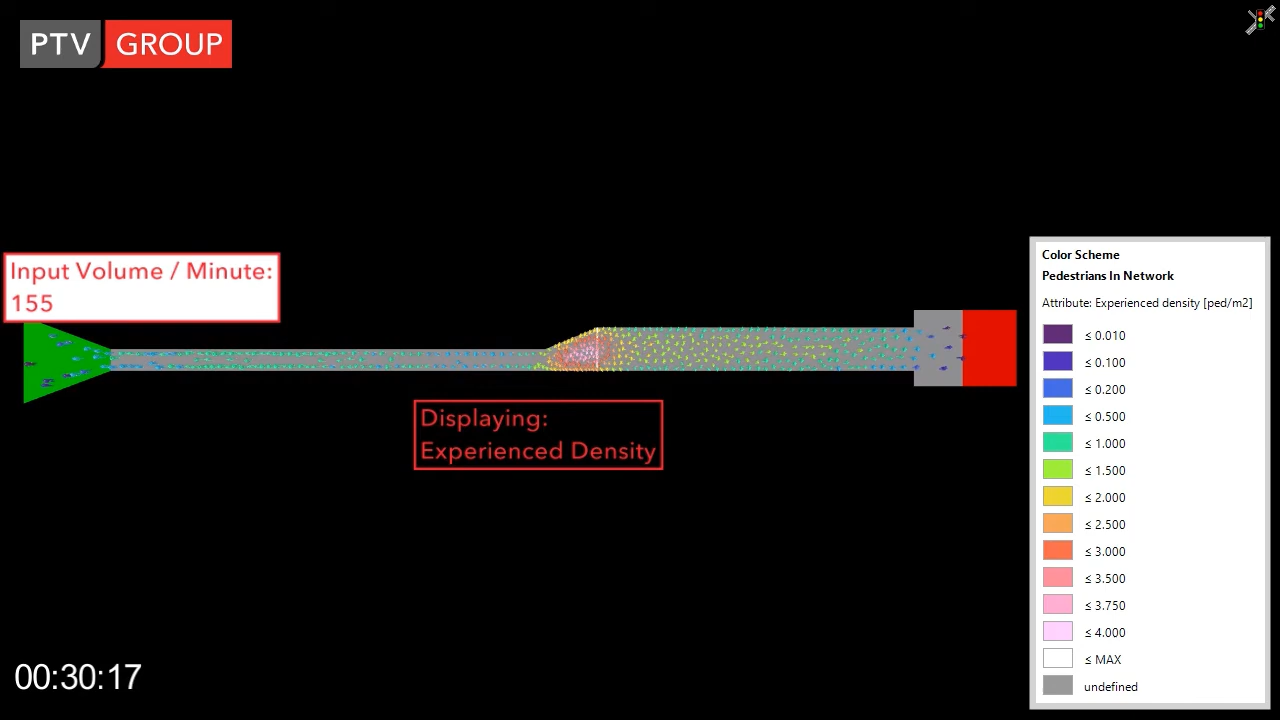 PTV GROUP
Input Volume / Minute:
155
Displaying:
Experienced Density
Color Scheme
Pedestrians In Network
Attribute: Experienced density [ped/m2]
≤ 0.010
≤ 0.100
≤ 0.200
≤ 0.500
≤ 1.000
≤ 1.500
≤ 2.000
≤ 2.500
≤ 3.000
≤ 3.500
≤ 3.750
≤ 4.000
≤ MAX
undefined
00:30:17